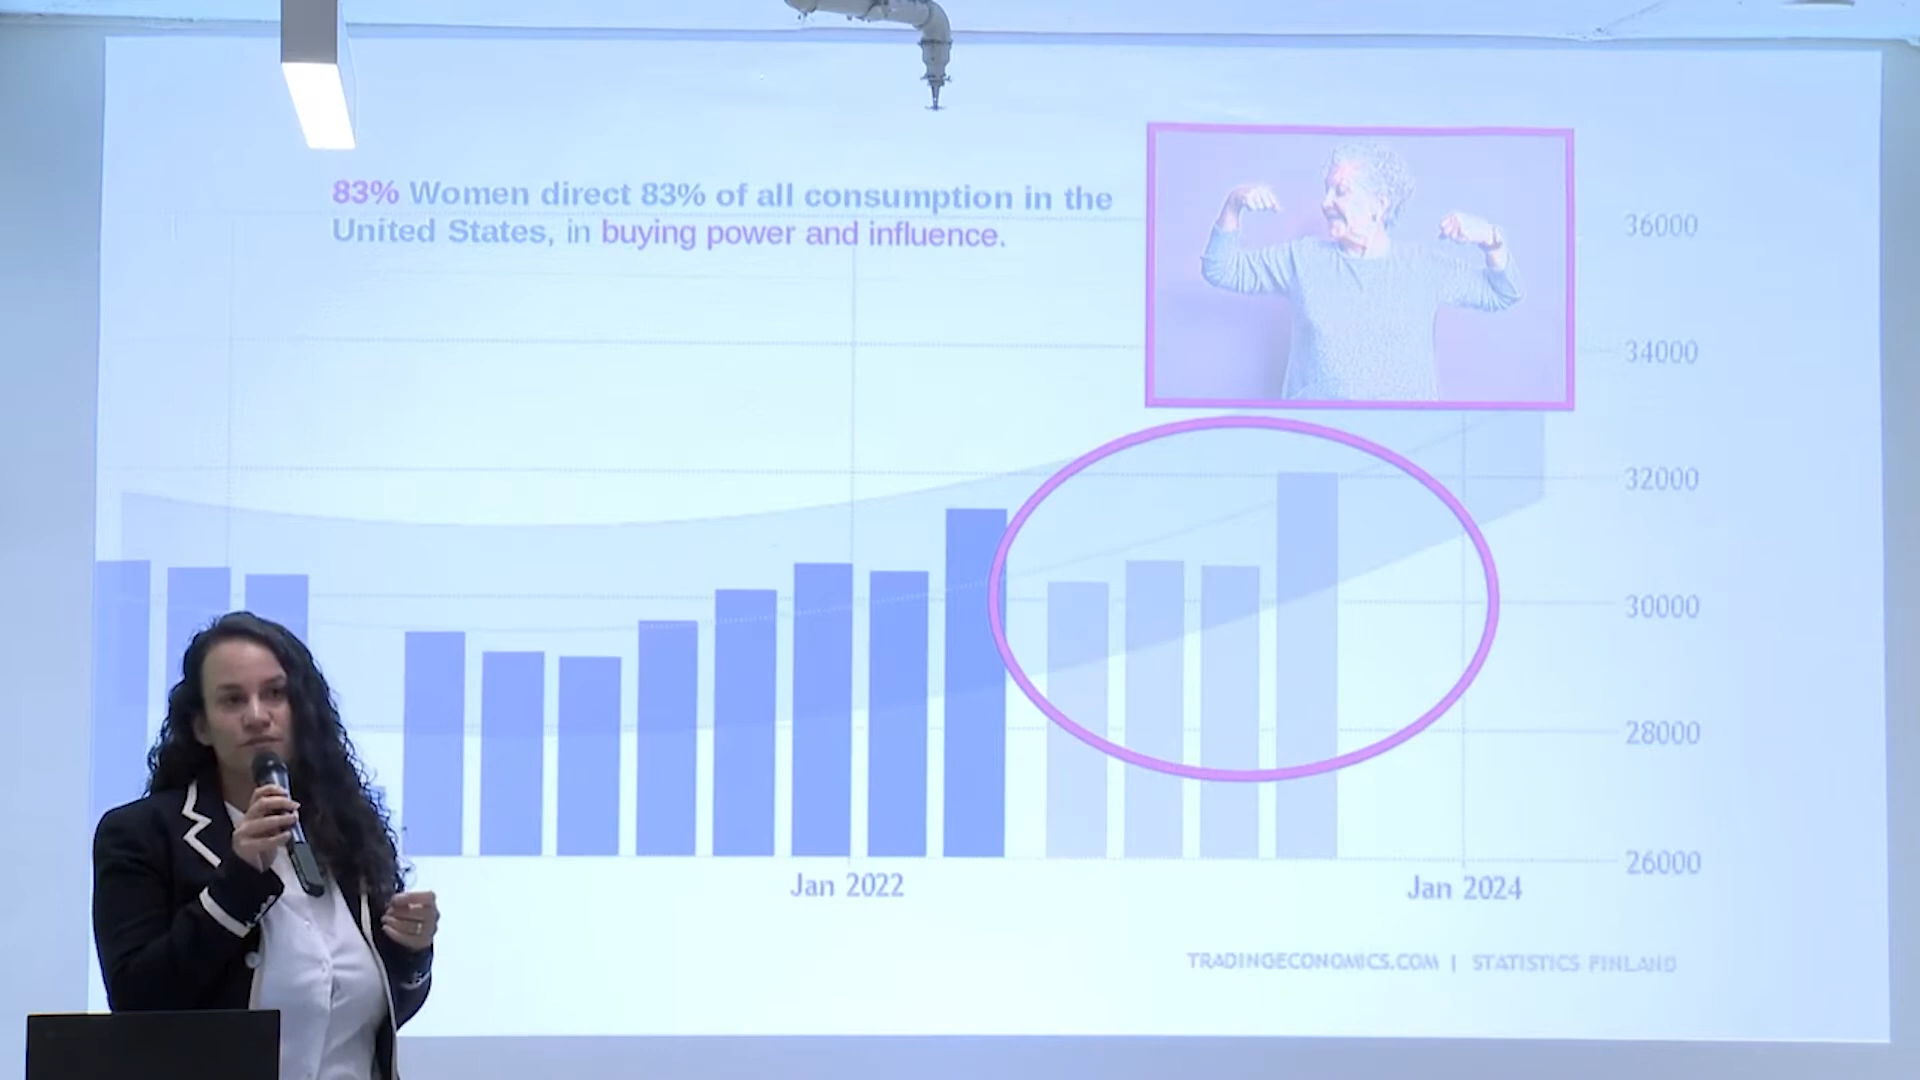 83% Women direct 83% of all consumption in the
United States, in buying power and influence.
36000
34000
32000
30000
28000
26000
Jan 2022
Jan 2024
TRADINGECONOMICS.COM | STATISTICS FINLAND